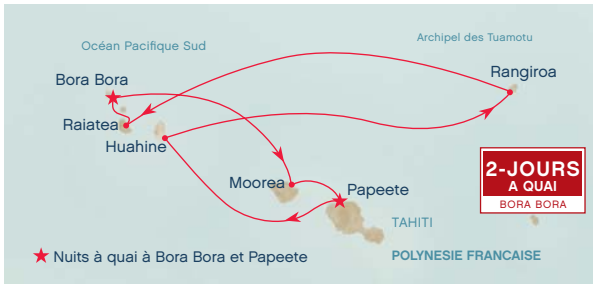 Océan Pacifique Sud
Archipel des Tuamotu
Bora Bora
Rangiroa
Raiatea
Huahine
2-JOURS
A QUAI
BORA BORA
Moorea
Papeete
TAHITI
Nuits à quai à Bora Bora et Papeete
POLYNESIE FRANCAISE